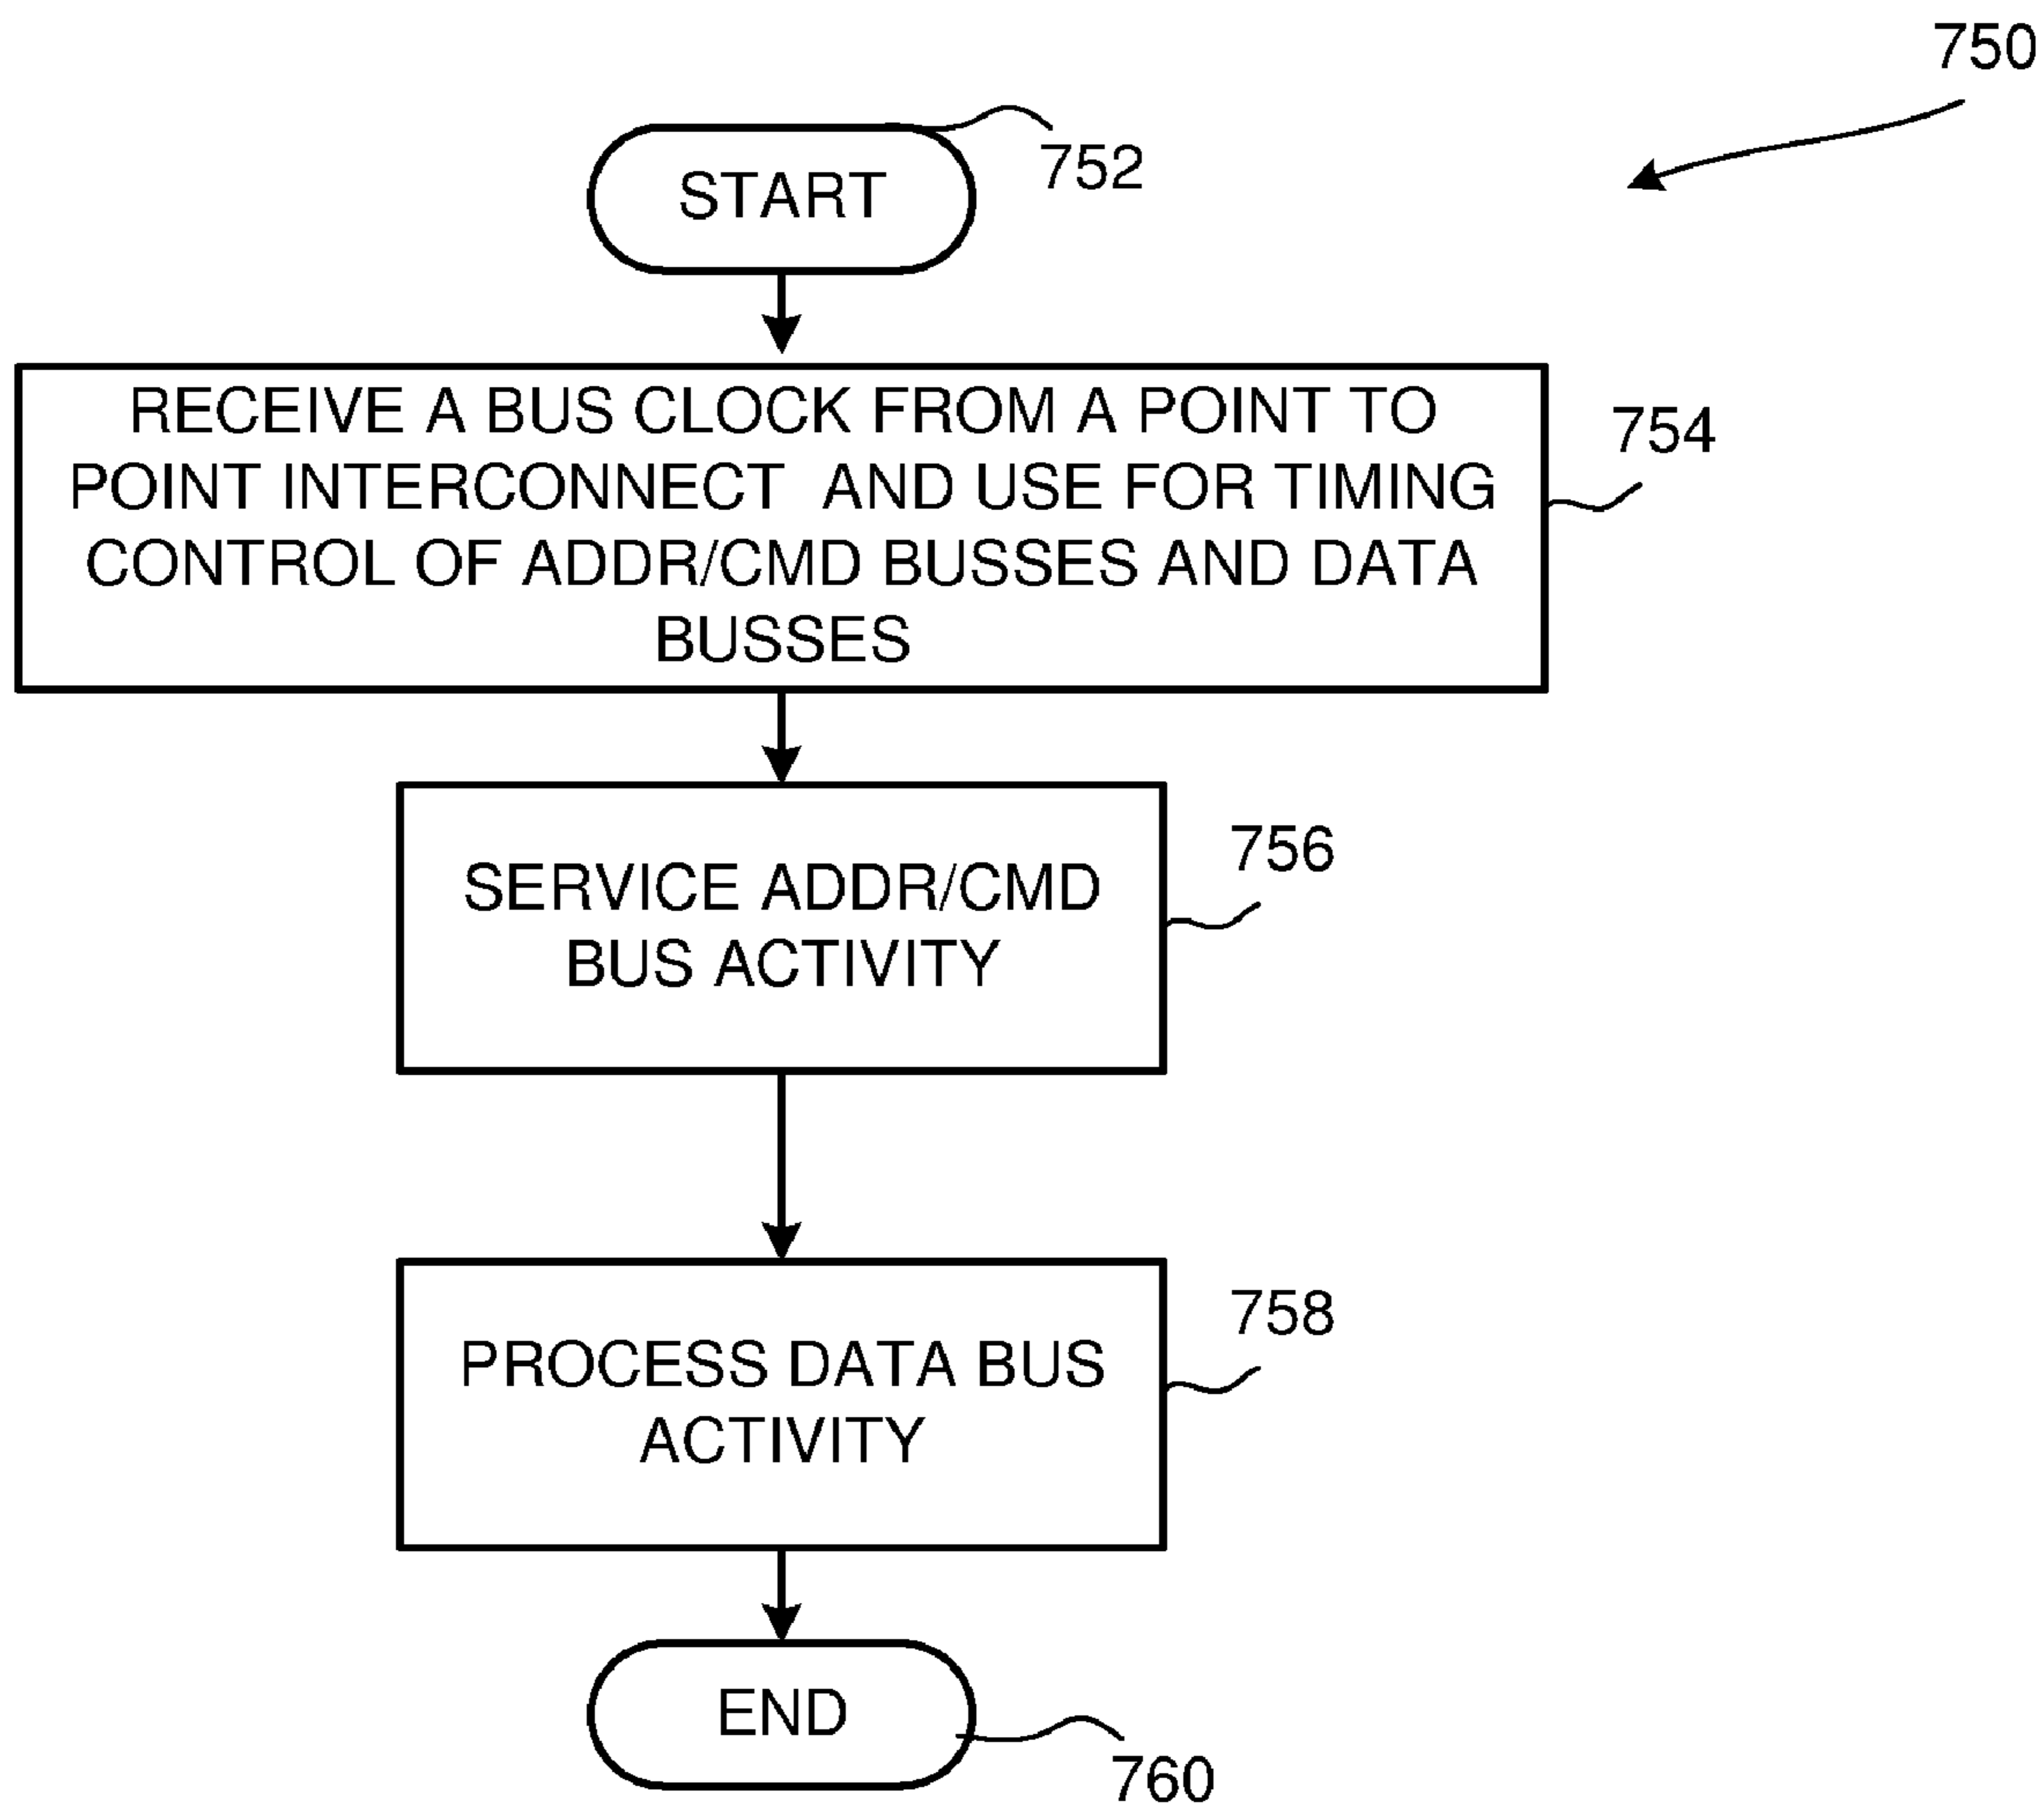 750
752
START
RECEIVE A BUS CLOCK FROM A POINT TO
POINT INTERCONNECT AND USE FOR TIMING
CONTROL OF ADDR/CMD BUSSES AND DATA
BUSSES
754
756
SERVICE ADDR/CMD
BUS ACTIVITY
758
PROCESS DATA BUS
ACTIVITY
END
760